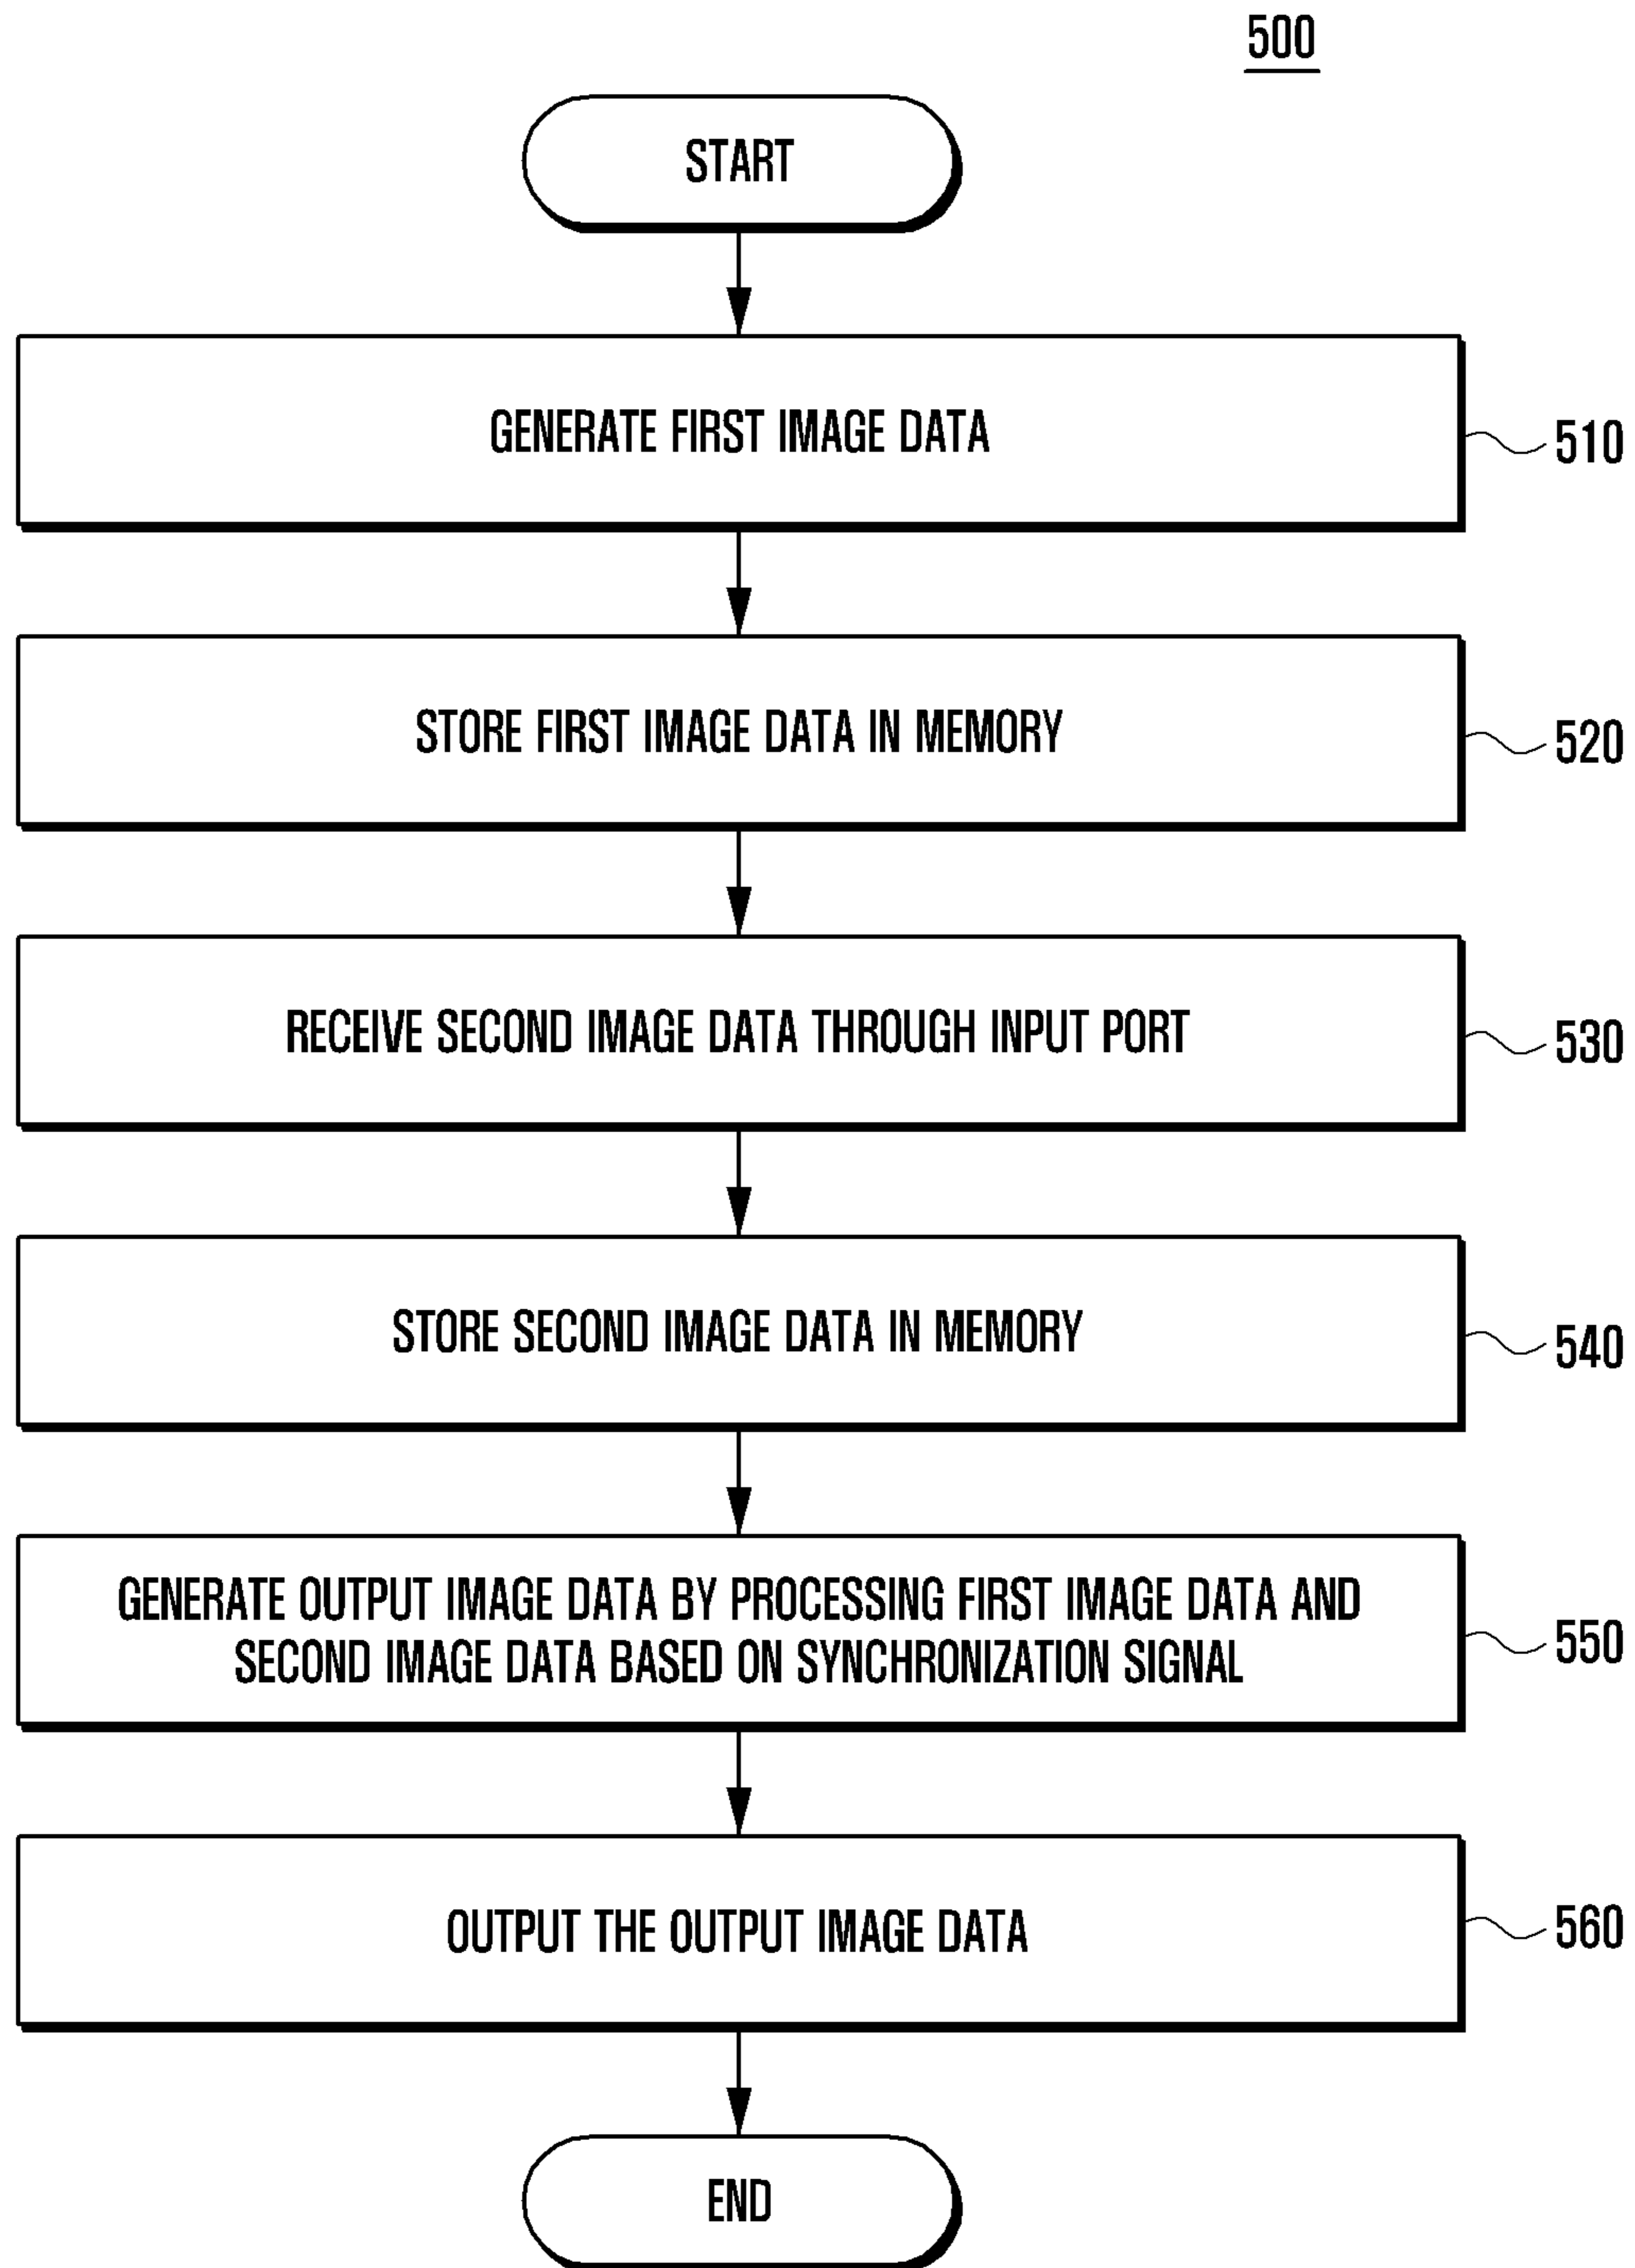 500
START
GENERATE FIRST IMAGE DATA
510
STORE FIRST IMAGE DATA IN MEMORY
520
RECEIVE SECOND IMAGE DATA THROUGH INPUT PORT
530
STORE SECOND IMAGE DATA IN MEMORY
540
GENERATE OUTPUT IMAGE DATA BY PROCESSING FIRST IMAGE DATA AND
SECOND IMAGE DATA BASED ON SYNCHRONIZATION SIGNAL
550
OUTPUT THE OUTPUT IMAGE DATA
560
END